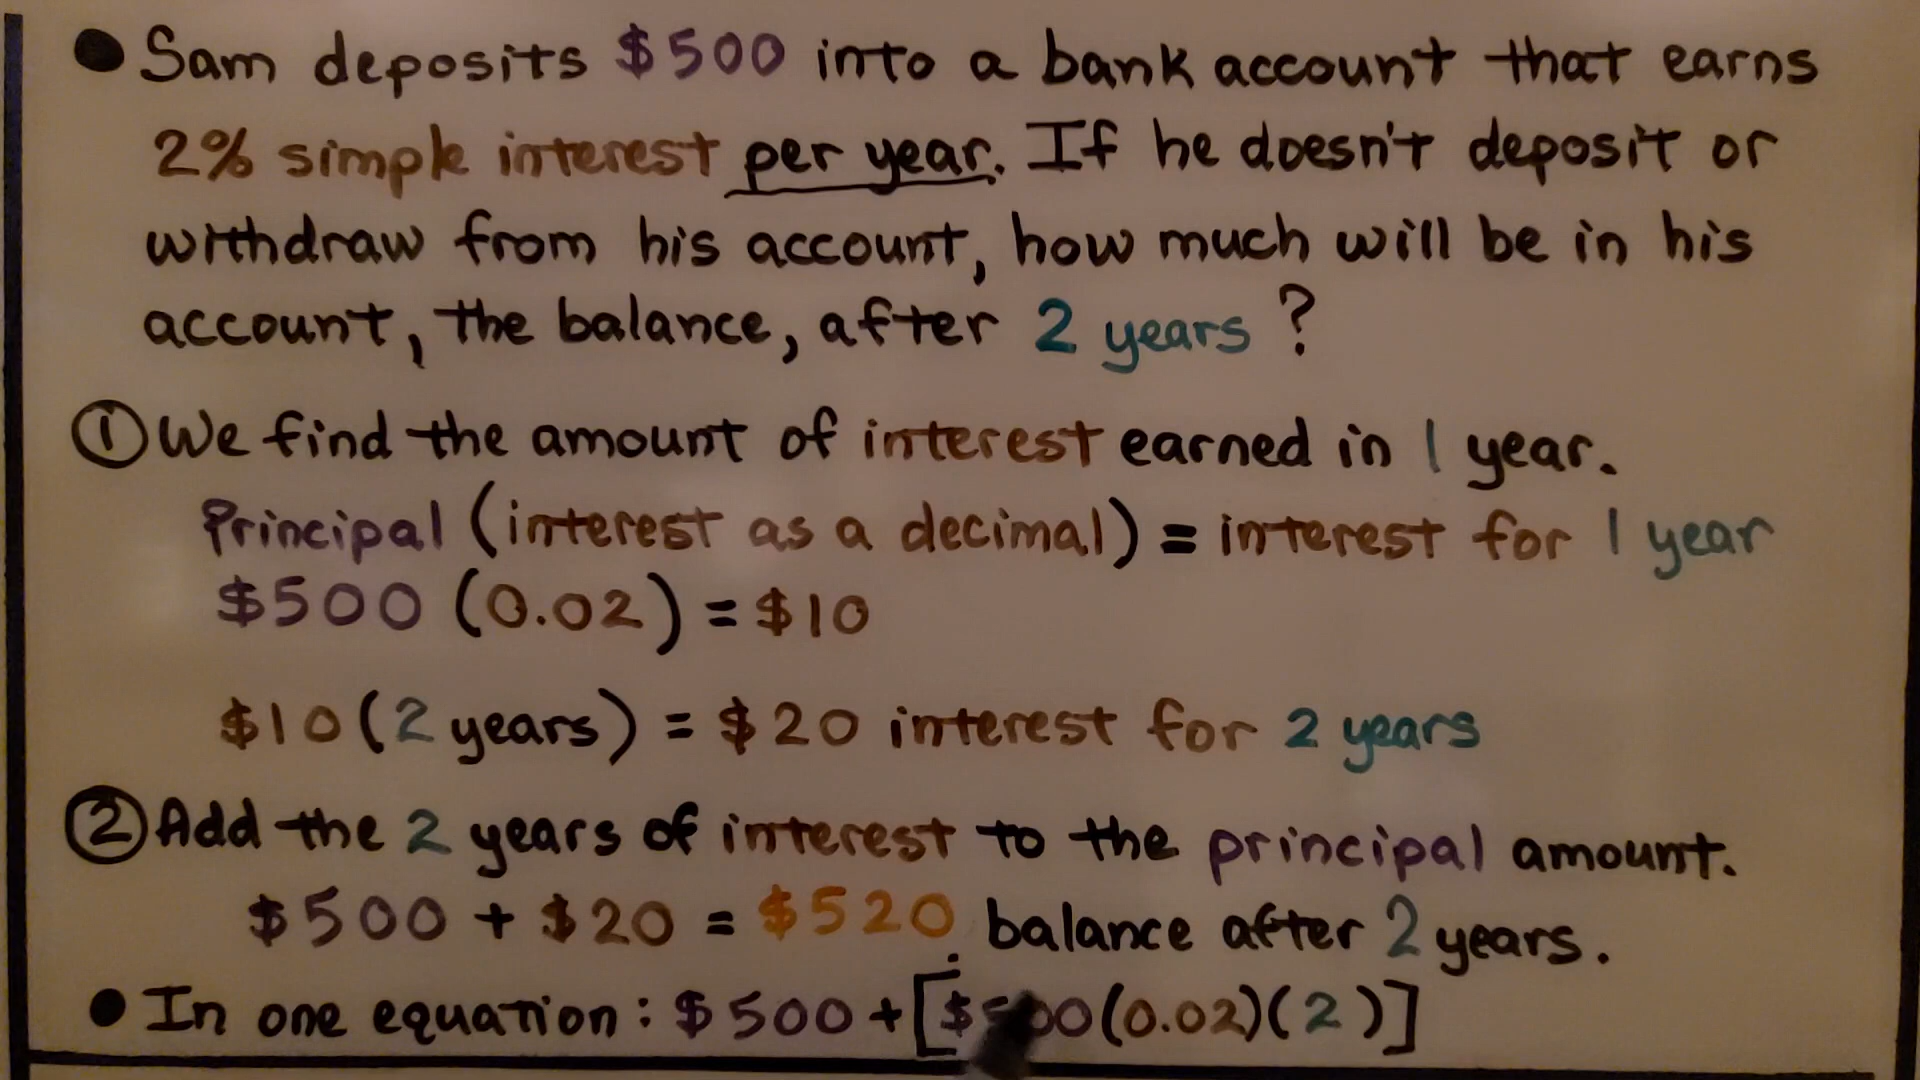 ● Sam deposits $500 into a bank account that earns
2% simple interest per year. If he doesn't deposit or
withdraw from his account, how much will be in his
account, the balance, after 2 years?
① We find the amount of interest earned in 1 year.
Principal (interest as a decimal) = interest for 1 year
$500 (0.02) = $10
$10 (2 years) = $20 interest for 2 years
② Add the 2 years of interest to the principal amount.
$500 + $20 = $520 balance after 2 years.
● In one equation: $500 + [$500(0.02)(2)]